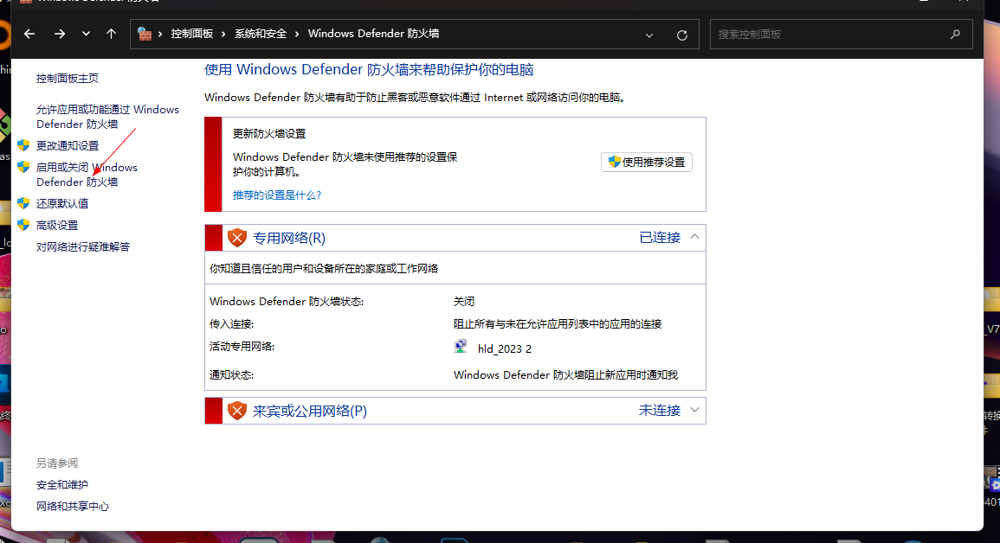 控制面板 › 系统和安全 › Windows Defender 防火墙
搜索控制面板
控制面板主页
允许应用或功能通过 Windows
Defender 防火墙
更改通知设置
启用或关闭 Windows
Defender 防火墙
还原默认值
高级设置
对网络进行疑难解答
另请参阅
安全和维护
网络和共享中心
使用 Windows Defender 防火墙来帮助保护你的电脑
Windows Defender 防火墙有助于防止黑客或恶意软件通过 Internet 或网络访问你的电脑。
更新防火墙设置
Windows Defender 防火墙未使用推荐的设置保
护你的计算机。
使用推荐设置
推荐的设置是什么?
专用网络(R) 已连接
你知道且信任的用户和设备所在的家庭或工作网络
Windows Defender 防火墙状态: 关闭
传入连接: 阻止所有与未在允许应用列表中的应用的连接
活动专用网络: hld_2023 2
通知状态: Windows Defender 防火墙阻止新应用时通知我
来宾或公用网络(P) 未连接